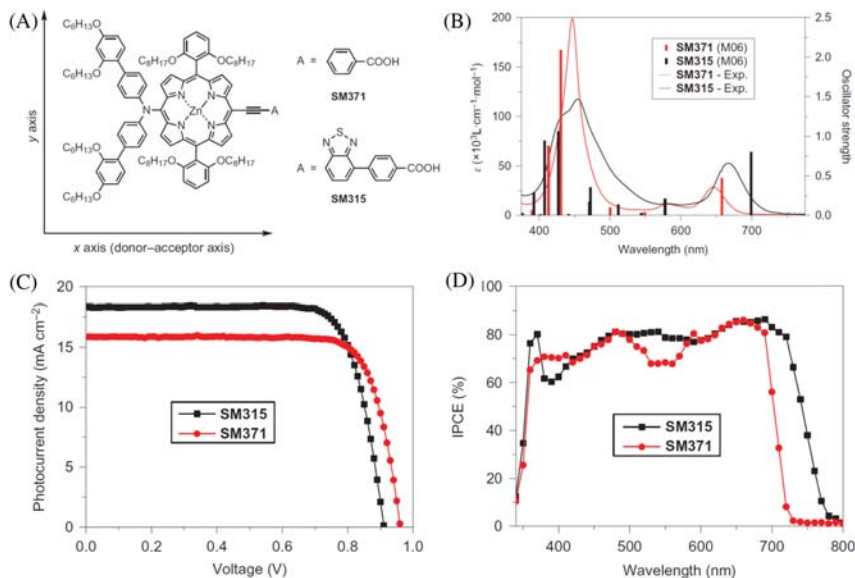 (A)
C6H13O
OC6H13
C8H17O
OC8H17
C6H13O
N
N
N
Zn
N
N
A
C6H13O
C6H13O
C8H17O
OC8H17
OC6H13
y axis
x axis (donor–acceptor axis)
A =
COOH
SM371
S
N
N
A =
COOH
SM315
(B)
200
150
100
50
0
ε (×10³L cm⁻¹·mol⁻¹)
2.5
2.0
1.5
1.0
0.5
0.0
Oscillator strength
SM371 (M06)
SM315 (M06)
SM371 - Exp.
SM315 - Exp.
400 500 600 700
Wavelength (nm)
(C)
20
15
10
5
0
Photocurrent density (mA cm⁻²)
SM315
SM371
0.0 0.2 0.4 0.6 0.8 1.0
Voltage (V)
(D)
100
80
60
40
20
0
IPCE (%)
SM315
SM371
400 500 600 700 800
Wavelength (nm)